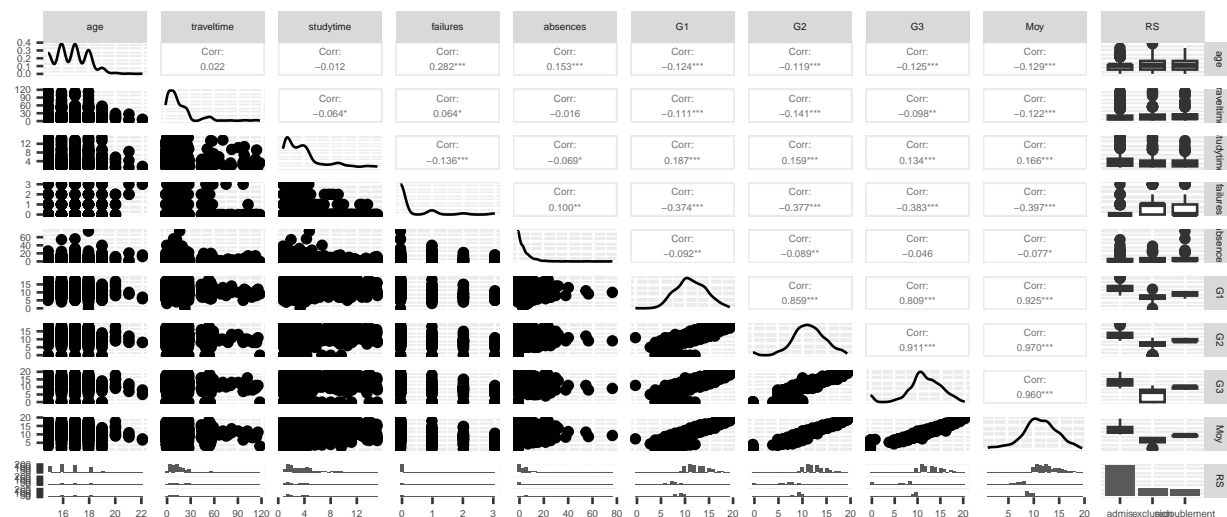 age traveltime studytime failures absences G1 G2 G3 Moy RS
0.4
0.3
0.2
0.1
0.0
Corr: Corr: Corr: Corr: Corr: Corr: Corr: Corr:
0.022 −0.012 0.282*** 0.153*** −0.124*** −0.119*** −0.125*** −0.129***
age
120
90
60
30
0
Corr: Corr: Corr: Corr: Corr: Corr: Corr:
−0.064* 0.064* −0.016 −0.111*** −0.141*** −0.098** −0.122***
12
8
4
Corr: Corr: Corr: Corr: Corr: Corr:
−0.136*** −0.069* 0.187*** 0.159*** 0.134*** 0.166***
3
2
1
0
Corr: Corr: Corr: Corr: Corr:
0.100** −0.374*** −0.377*** −0.383*** −0.397***
failures
60
40
20
0
Corr: Corr: Corr: Corr:
−0.092** −0.089** −0.046 −0.077*
15
10
5
0
Corr: Corr: Corr:
0.859*** 0.809*** 0.925***
G1
15
10
5
0
Corr: Corr:
0.911*** 0.970***
G2
20
15
10
5
0
Corr:
0.960***
G3
20
15
10
5
Moy
RS
16 18 20 22 0 30 60 90 120 4 8 12 0 1 2 3 0 20 40 60 80 0 5 10 15 20 0 5 10 15 20 0 5 10 15 20 5 10 15 20